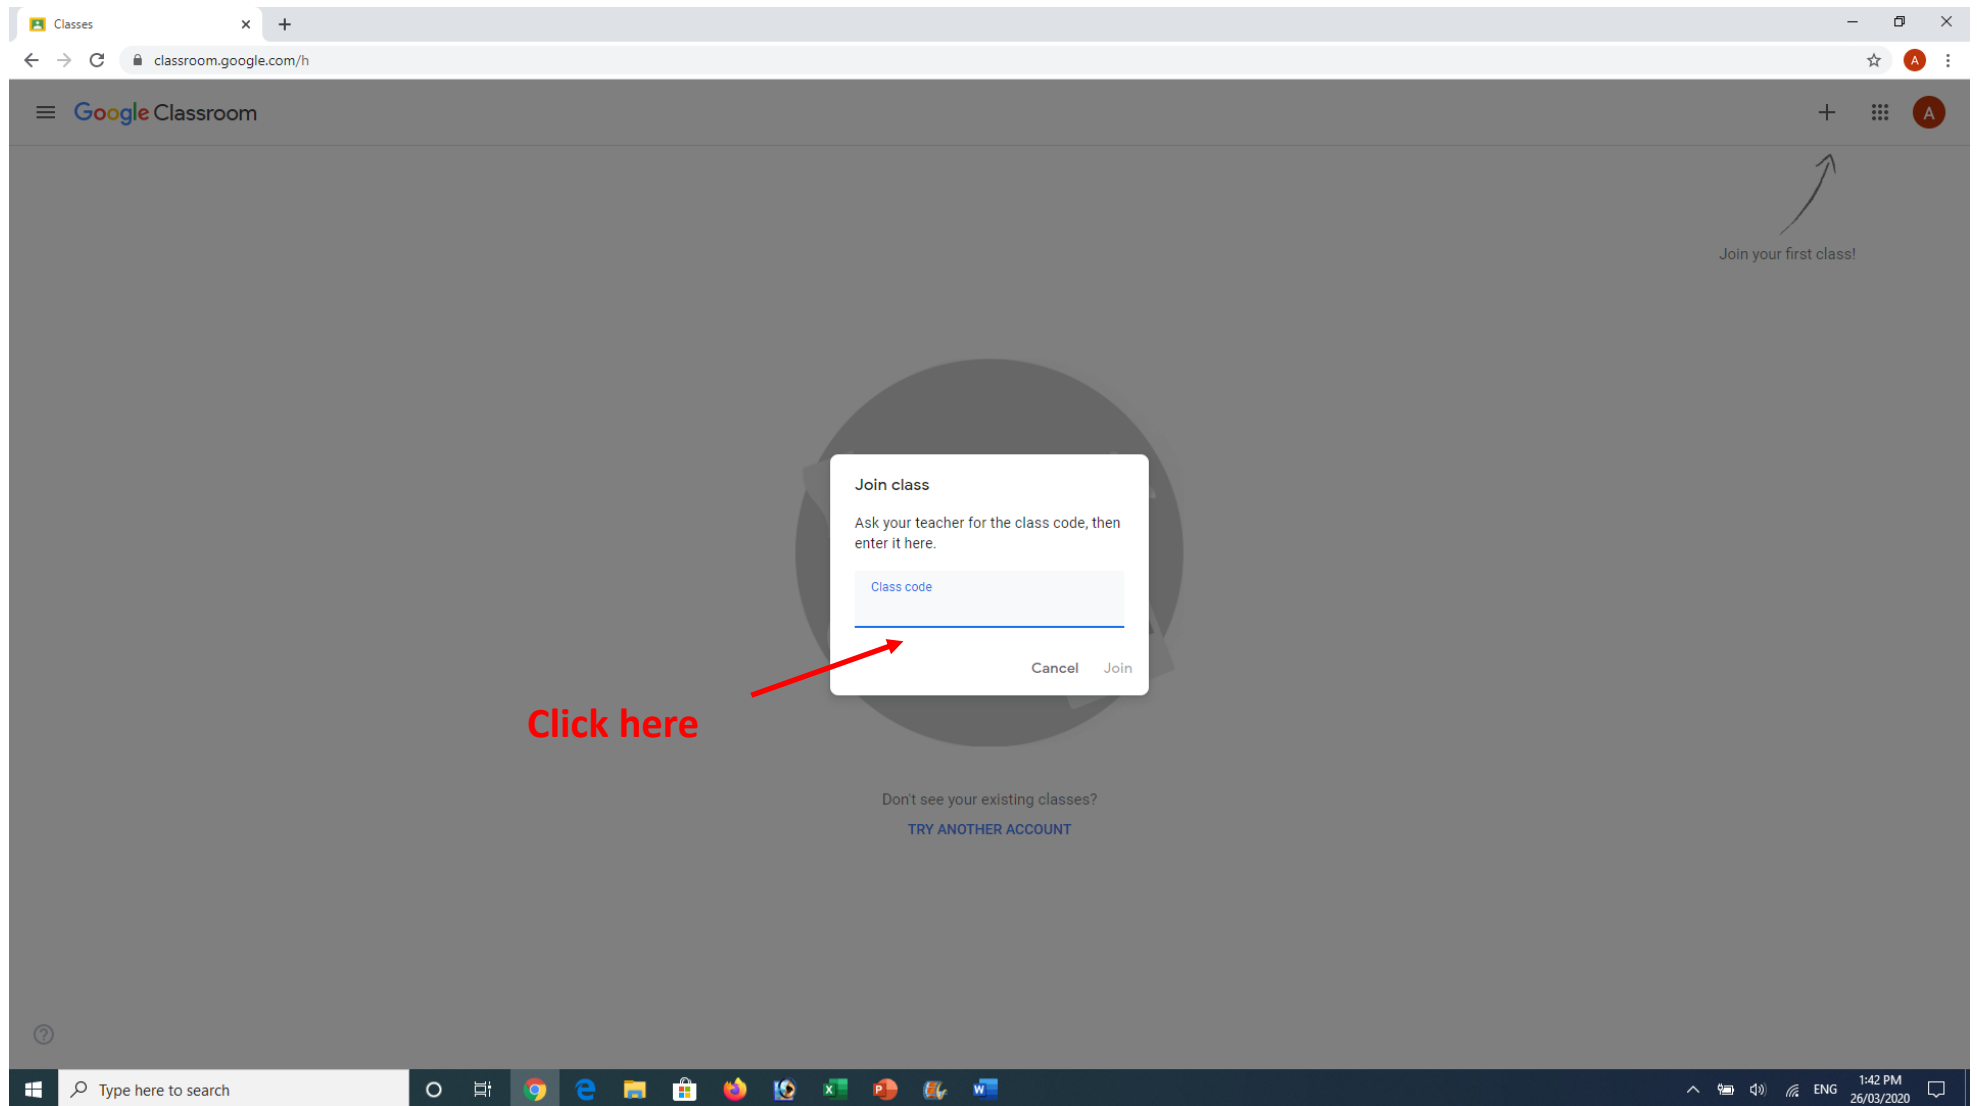 Classes
classroom.google.com/h
A
Google Classroom
A
Join your first class!
Join class
Ask your teacher for the class code, then
enter it here.
Class code
Cancel Join
Click here
Don't see your existing classes?
TRY ANOTHER ACCOUNT
Type here to search
ENG
1:42 PM
26/03/2020